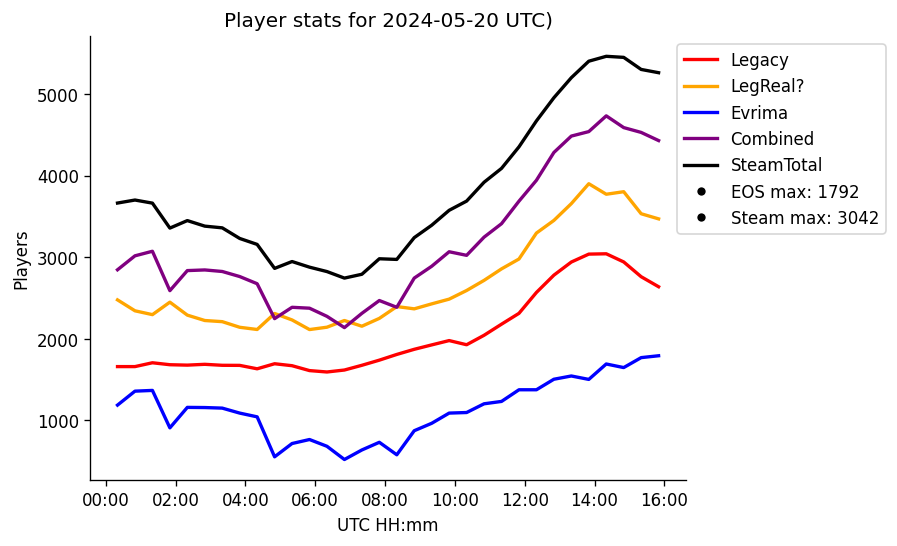 Player stats for 2024-05-20 UTC)
Legacy
LegReal?
Evrima
Combined
SteamTotal
EOS max: 1792
Steam max: 3042
Players
5000
4000
3000
2000
1000
00:00 02:00 04:00 06:00 08:00 10:00 12:00 14:00 16:00
UTC HH:mm